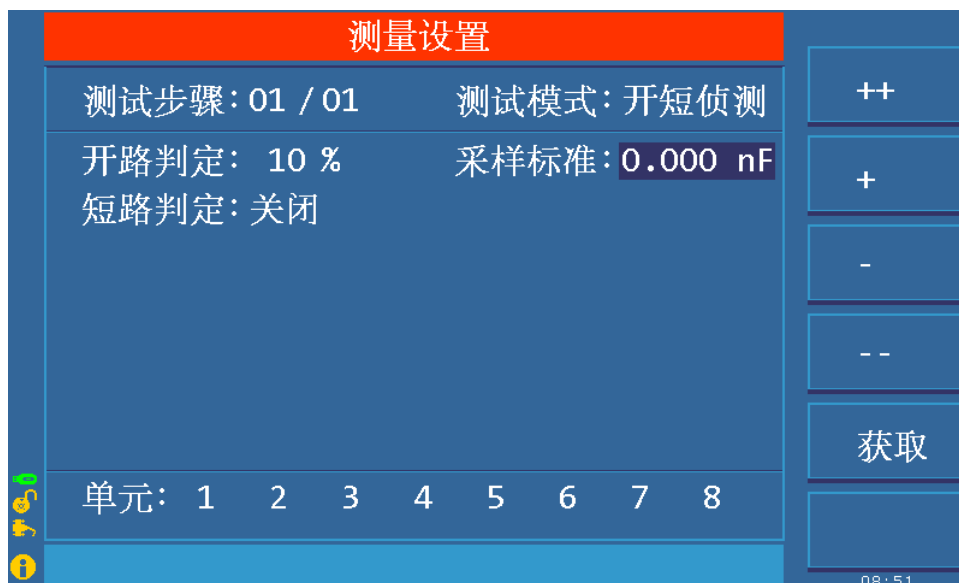 测量设置
测试步骤：01 / 01 测试模式：开短侦测
开路判定： 10 % 采样标准：0.000 nF
短路判定：关闭
单元： 1 2 3 4 5 6 7 8
++
+
-
--
获取
08:51